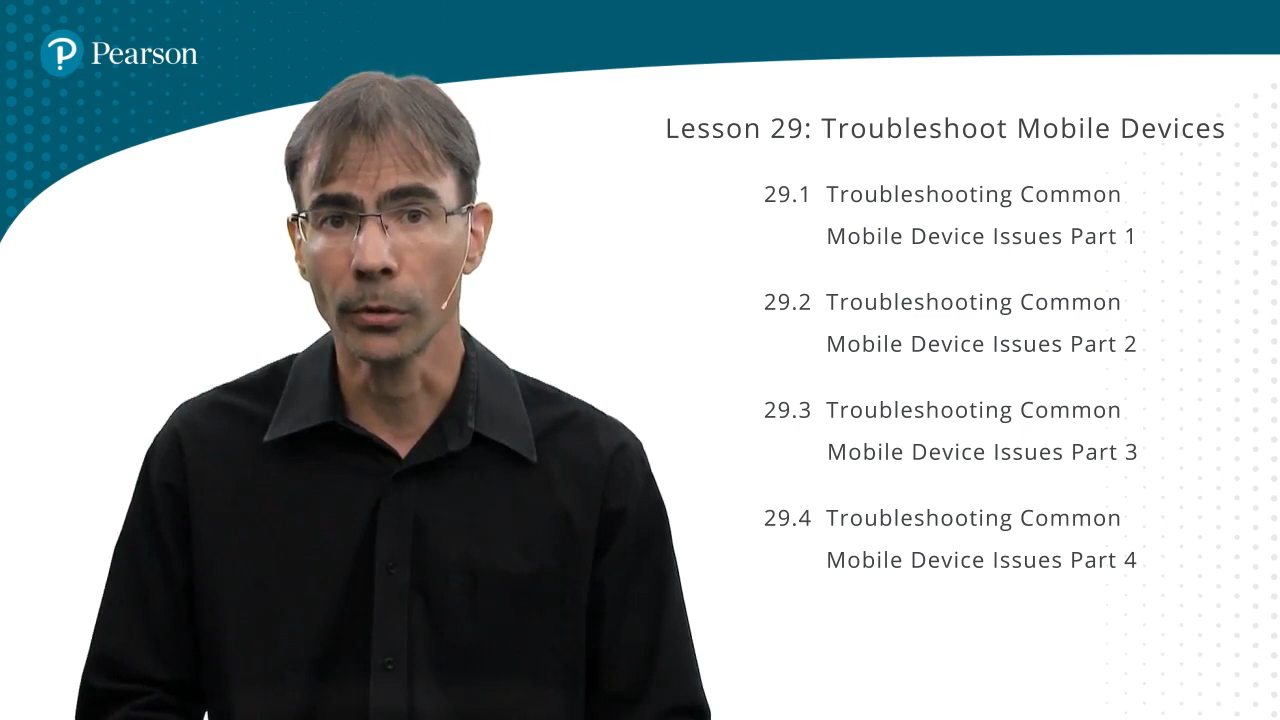 Pearson
Lesson 29: Troubleshoot Mobile Devices
29.1 Troubleshooting Common
Mobile Device Issues Part 1
29.2 Troubleshooting Common
Mobile Device Issues Part 2
29.3 Troubleshooting Common
Mobile Device Issues Part 3
29.4 Troubleshooting Common
Mobile Device Issues Part 4